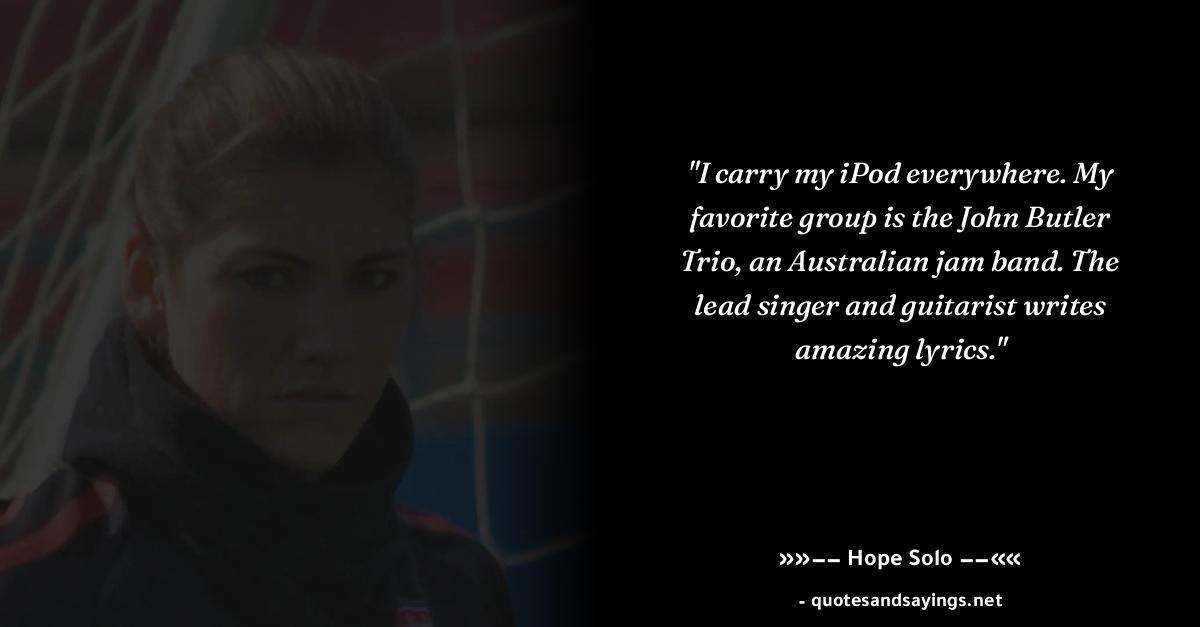 "I carry my iPod everywhere. My
favorite group is the John Butler
Trio, an Australian jam band. The
lead singer and guitarist writes
amazing lyrics."
»»−− Hope Solo −−««
- quotesandsayings.net